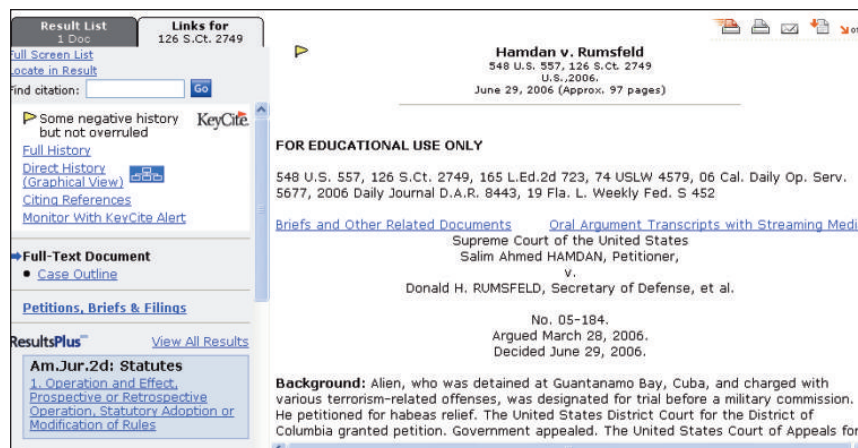 Result List
1 Doc
Links for
126 S.Ct. 2749
Full Screen List
Locate in Result
Find citation:
Go
Some negative history
but not overruled
KeyCite
Full History
Direct History
(Graphical View)
Citing References
Monitor With KeyCite Alert
Full-Text Document
Case Outline
Petitions, Briefs & Filings
ResultsPlus
View All Results
Am.Jur.2d: Statutes
1. Operation and Effect,
Prospective or Retrospective
Operation, Statutory Adoption or
Modification of Rules
Hamdan v. Rumsfeld
548 U.S. 557, 126 S.Ct. 2749
U.S.,2006.
June 29, 2006 (Approx. 97 pages)
FOR EDUCATIONAL USE ONLY
548 U.S. 557, 126 S.Ct. 2749, 165 L.Ed.2d 723, 74 USLW 4579, 06 Cal. Daily Op. Serv.
5677, 2006 Daily Journal D.A.R. 8443, 19 Fla. L. Weekly Fed. S 452
Briefs and Other Related Documents
Oral Argument Transcripts with Streaming Medi
Supreme Court of the United States
Salim Ahmed HAMDAN, Petitioner,
v.
Donald H. RUMSFELD, Secretary of Defense, et al.
No. 05-184.
Argued March 28, 2006.
Decided June 29, 2006.
Background: Alien, who was detained at Guantanamo Bay, Cuba, and charged with
various terrorism-related offenses, was designated for trial before a military commission.
He petitioned for habeas relief. The United States District Court for the District of
Columbia granted petition. Government appealed. The United States Court of Appeals for